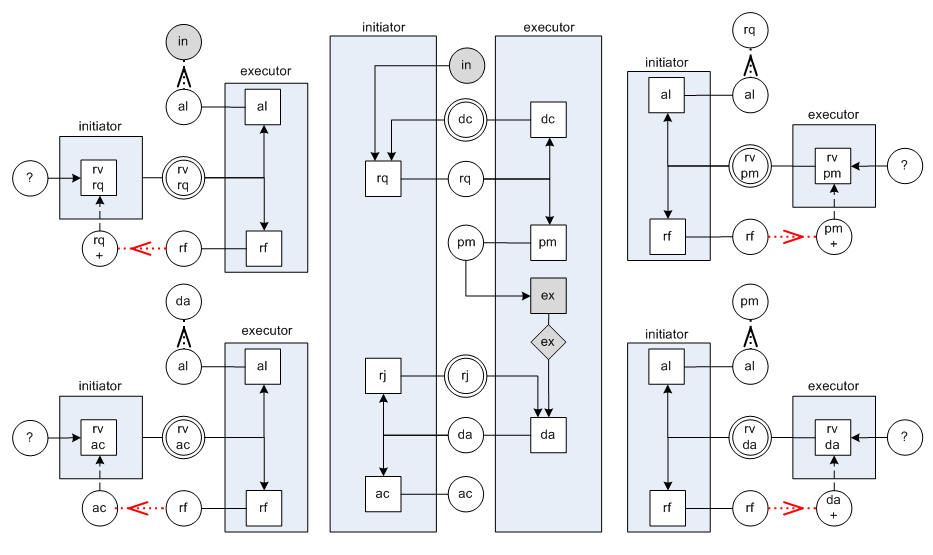 in
executor
al
al
initiator
?
rv
rq
rv
rq
rq
+
rf
rf
da
executor
al
al
initiator
?
rv
ac
rv
ac
ac
rf
rf
initiator
executor
in
dc
dc
rq
rq
pm
pm
ex
ex
rj
rj
da
da
ac
ac
rq
initiator
al
al
executor
rv
pm
rv
pm
?
rf
rf
pm
+
pm
initiator
al
al
executor
rv
da
rv
da
?
rf
rf
da
+